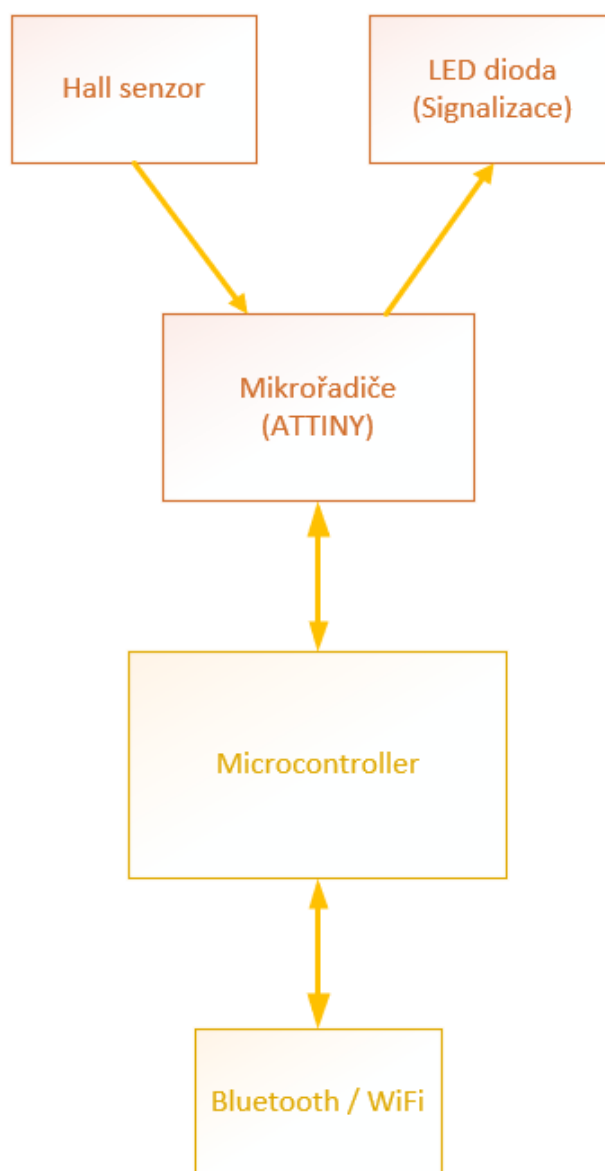 Hall senzor
LED dioda
(Signalizace)
Mikrořadiče
(ATTINY)
Microcontroller
Bluetooth / WiFi